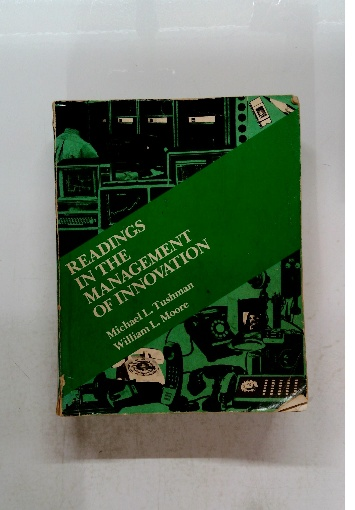 READINGS
IN THE
MANAGEMENT
OF INNOVATION
Michael L. Tushman
William L. Moore